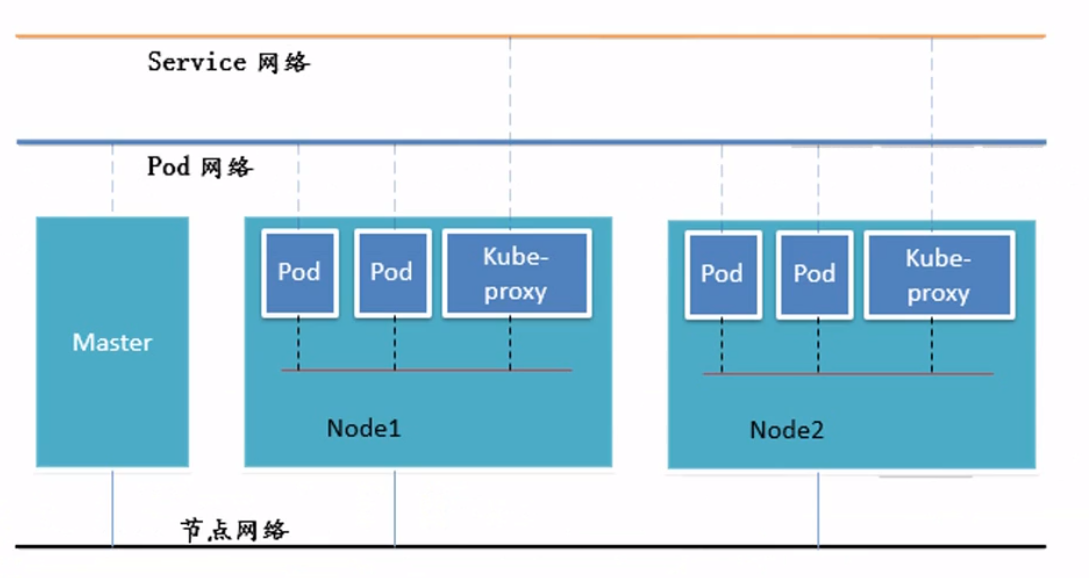 Service 网络
Pod 网络
Master
Pod
Pod
Kube-
proxy
Node1
Pod
Pod
Kube-
proxy
Node2
节点网络